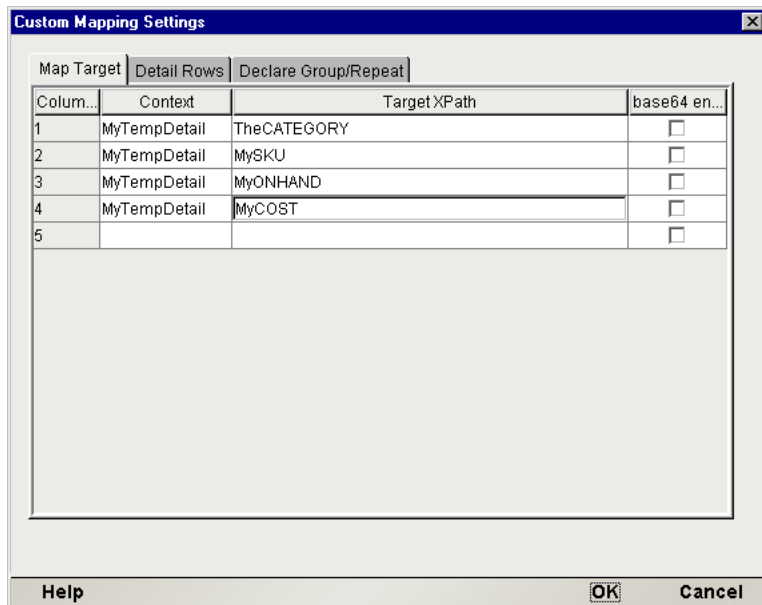 Custom Mapping Settings
Map Target Detail Rows Declare Group/Repeat
Colum... Context Target XPath base64 en...
1 MyTempDetail TheCATEGORY
2 MyTempDetail MySKU
3 MyTempDetail MyONHAND
4 MyTempDetail MyCOST
5
Help OK Cancel